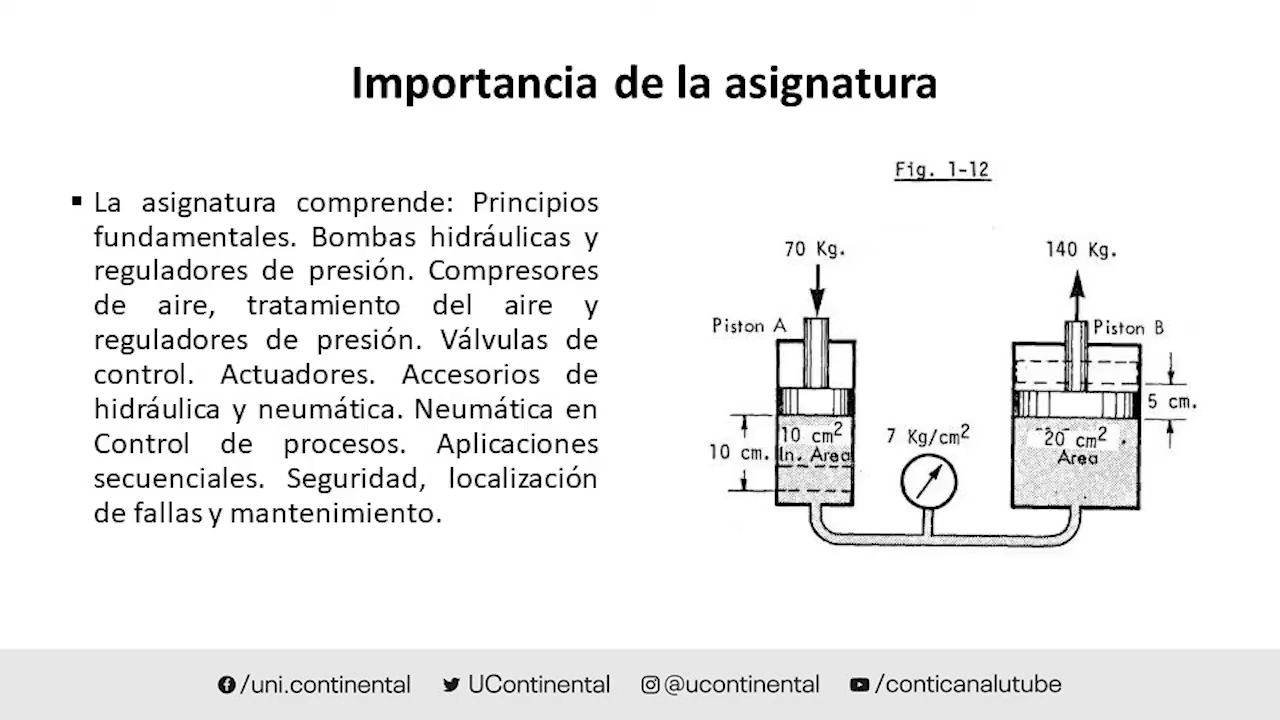 Importancia de la asignatura
▪ La asignatura comprende: Principios
fundamentales. Bombas hidráulicas y
reguladores de presión. Compresores
de aire, tratamiento del aire y
reguladores de presión. Válvulas de
control. Actuadores. Accesorios de
hidráulica y neumática. Neumática en
Control de procesos. Aplicaciones
secuenciales. Seguridad, localización
de fallas y mantenimiento.
Fig. 1-12
70 Kg.
140 Kg.
Piston A
Piston B
5 cm.
10 cm2
In. Area
10 cm.
7 Kg/cm2
20 cm2
Area
/uni.continental
UContinental
@ucontinental
/conticanalutube